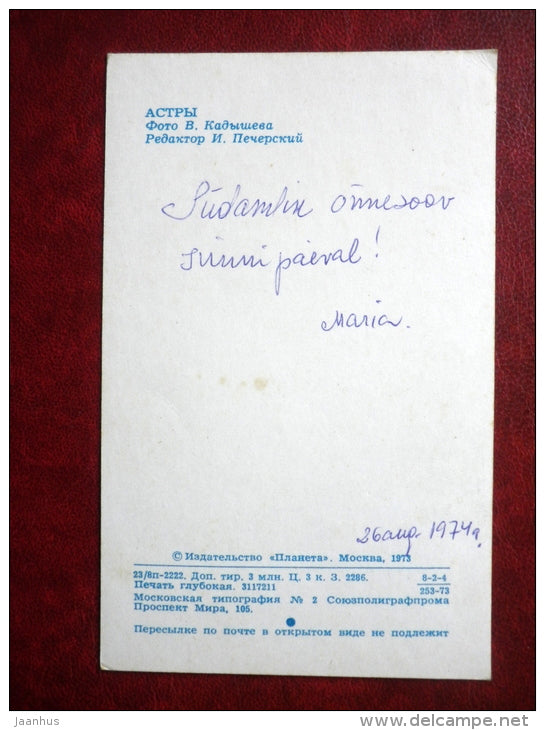 АСТРЫ
Фото В. Кадышева
Редактор И. Печерский
Südamlik õnnesoov
sünnipäeval!
Maria.
26 aug. 1974a.
© Издательство «Планета». Москва, 1973
23/8п-2222. Доп. тир. 3 млн. Ц. 3 к. З. 2286.
8-2-4
Печать глубокая. 3117211
253-73
Московская типография № 2 Союзполиграфпрома
Проспект Мира, 105.
Пересылке по почте в открытом виде не подлежит
Jaanhus
www.delcampe.net